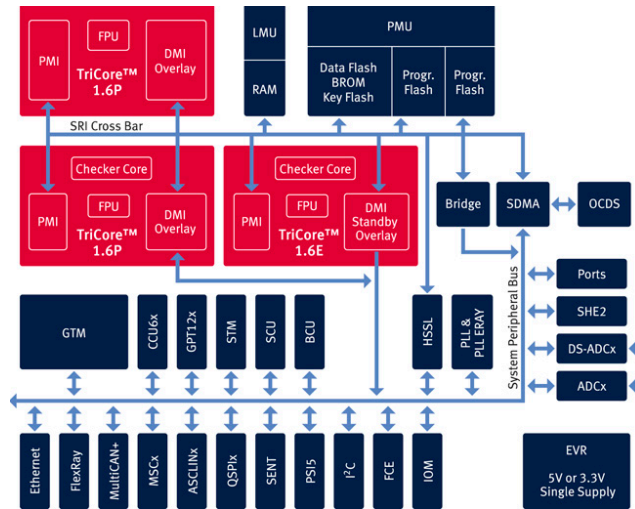 FPU
PMI
DMI
Overlay
TriCore™
1.6P
LMU
RAM
PMU
Data Flash
BROM
Key Flash
Progr.
Flash
Progr.
Flash
SRI Cross Bar
Checker Core
PMI
FPU
DMI
Overlay
TriCore™
1.6P
Checker Core
PMI
FPU
DMI
Standby
Overlay
TriCore™
1.6E
Bridge
SDMA
OCDS
System Peripheral Bus
Ports
SHE2
DS-ADCx
ADCx
GTM
CCU6x
GPT12x
STM
SCU
BCU
HSSL
PLL &
PLL ERAY
Ethernet
FlexRay
MultiCAN+
MSCx
ASCLINx
QSPIx
SENT
PSI5
I²C
FCE
IOM
EVR
5V or 3.3V
Single Supply